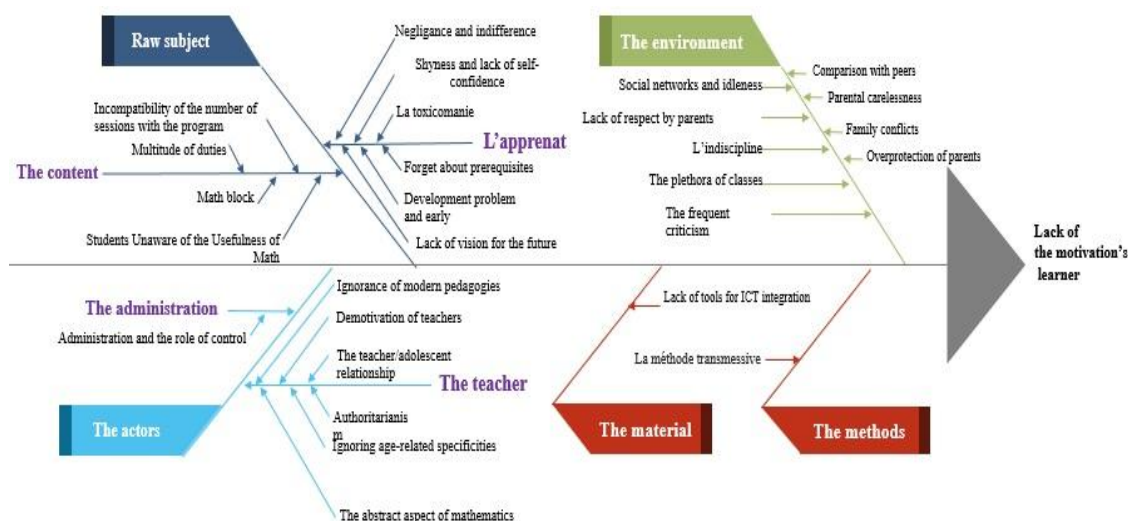 Raw subject
Negligance and indifference
Shyness and lack of self-
confidence
La toxicomanie
L'apprenat
Forget about prerequisites
Development problem
and early
Lack of vision for the future
Incompatibility of the number of
sessions with the program
Multitude of duties
The content
Math block
Students Unaware of the Usefulness of
Math
The environment
Comparison with peers
Social networks and idleness
Parental carelessness
Lack of respect by parents
Family conflicts
L'indiscipline
Overprotection of parents
The plethora of classes
The frequent
criticism
Lack of
the motivation's
learner
The administration
Administration and the role of control
Ignorance of modern pedagogies
Demotivation of teachers
The teacher/adolescent
relationship
The teacher
Authoritarianis
m
Ignoring age-related specificities
The abstract aspect of mathematics
The actors
Lack of tools for ICT integration
The material
La méthode transmessive
The methods